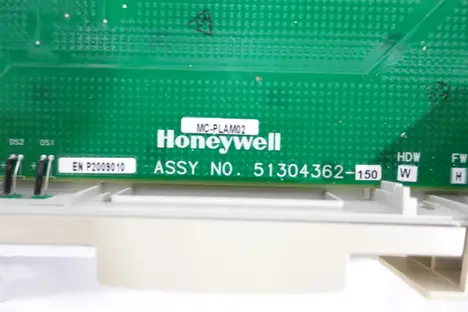 MC-PLAM02
Honeywell
DS2 DS1
EN P2009010
ASSY NO. 51304362-150
HDW
W
FW
H